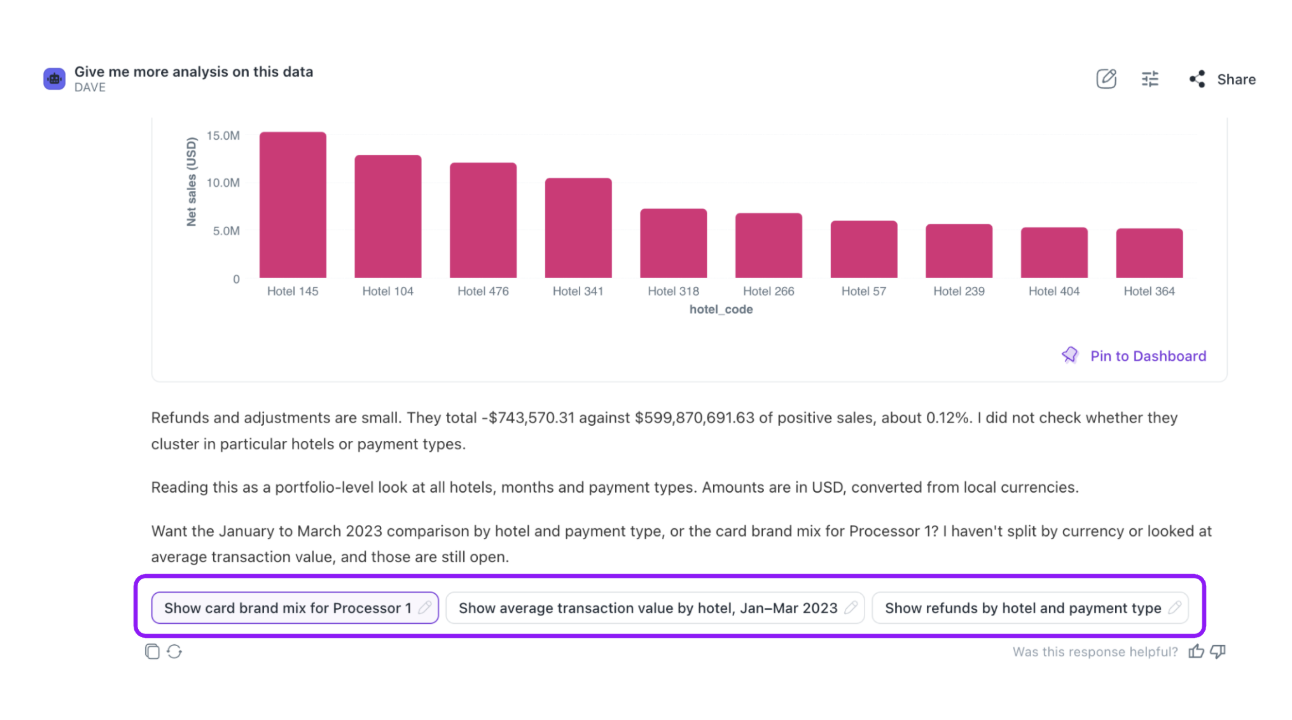 Give me more analysis on this data
DAVE
Share
Net sales (USD)
15.0M
10.0M
5.0M
0
Hotel 145 Hotel 104 Hotel 476 Hotel 341 Hotel 318 Hotel 266 Hotel 57 Hotel 239 Hotel 404 Hotel 364
hotel_code
Pin to Dashboard
Refunds and adjustments are small. They total -$743,570.31 against $599,870,691.63 of positive sales, about 0.12%. I did not check whether they
cluster in particular hotels or payment types.
Reading this as a portfolio-level look at all hotels, months and payment types. Amounts are in USD, converted from local currencies.
Want the January to March 2023 comparison by hotel and payment type, or the card brand mix for Processor 1? I haven't split by currency or looked at
average transaction value, and those are still open.
Show card brand mix for Processor 1 Show average transaction value by hotel, Jan–Mar 2023 Show refunds by hotel and payment type
Was this response helpful?